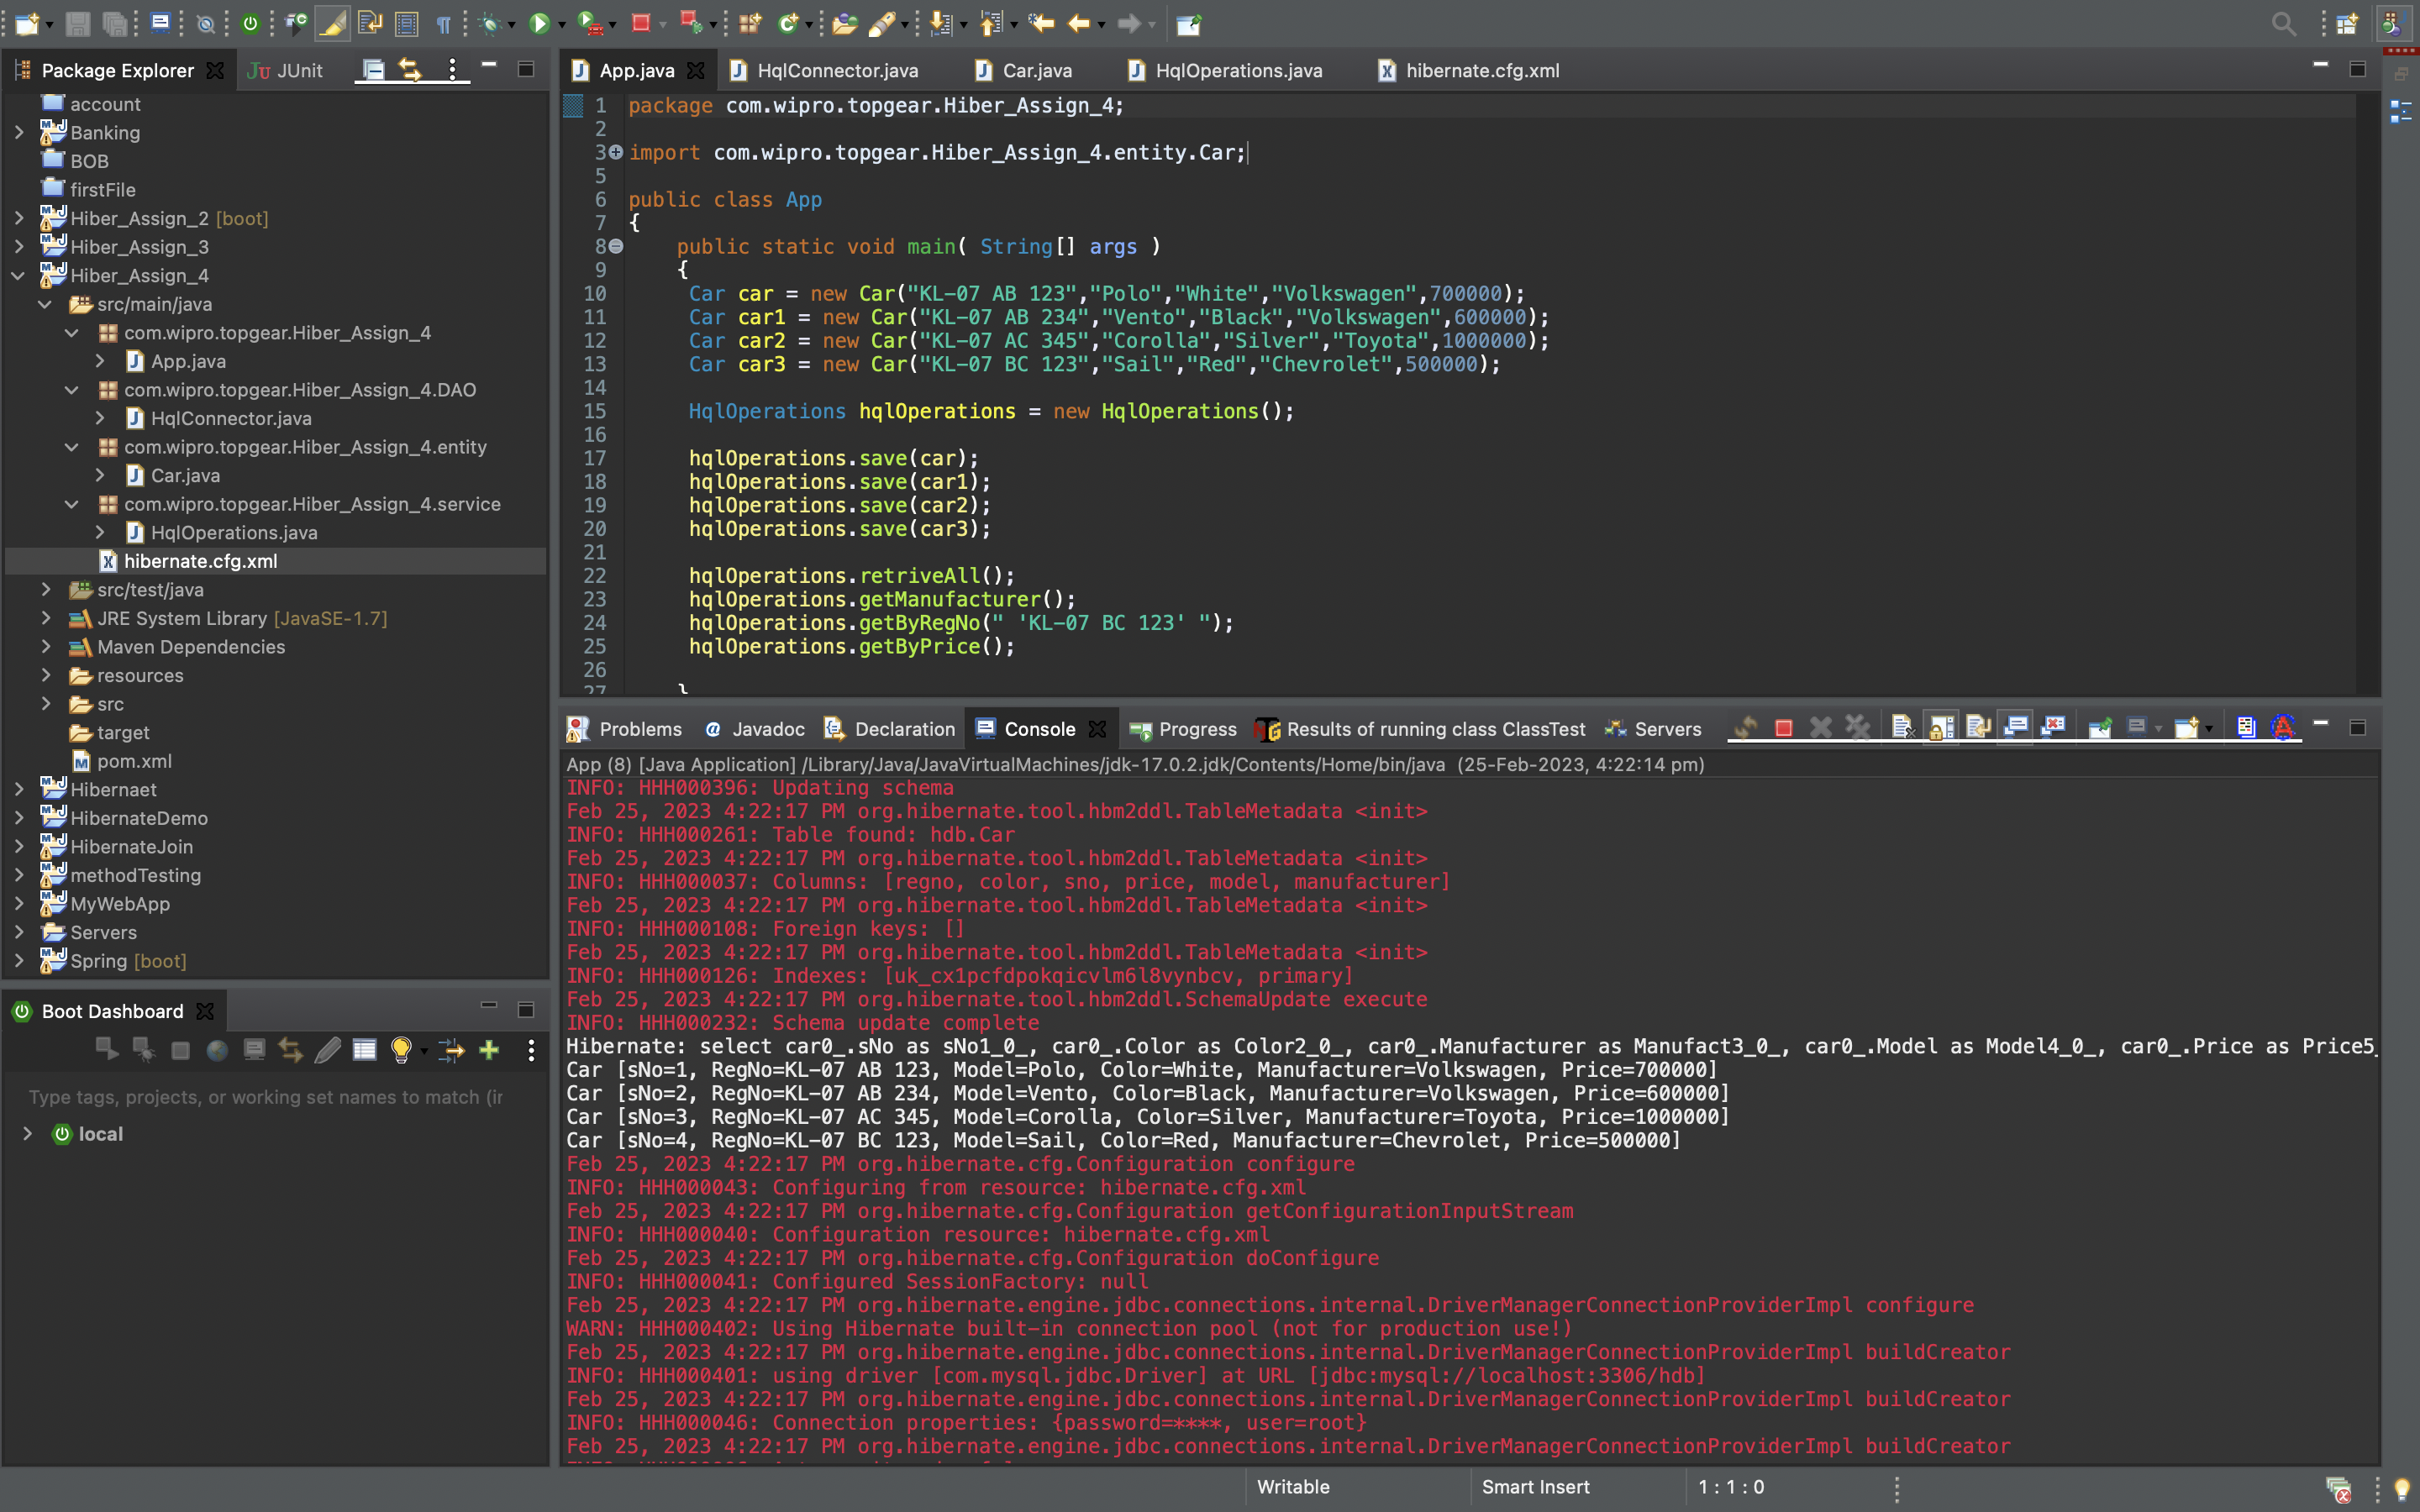 Package Explorer
JUnit
account
Banking
BOB
firstFile
Hiber_Assign_2 [boot]
Hiber_Assign_3
Hiber_Assign_4
src/main/java
com.wipro.topgear.Hiber_Assign_4
App.java
com.wipro.topgear.Hiber_Assign_4.DAO
HqlConnector.java
com.wipro.topgear.Hiber_Assign_4.entity
Car.java
com.wipro.topgear.Hiber_Assign_4.service
HqlOperations.java
hibernate.cfg.xml
src/test/java
JRE System Library [JavaSE-1.7]
Maven Dependencies
resources
src
target
pom.xml
Hibernaet
HibernateDemo
HibernateJoin
methodTesting
MyWebApp
Servers
Spring [boot]
Boot Dashboard
Type tags, projects, or working set names to match (ir
local
App.java HqlConnector.java Car.java HqlOperations.java hibernate.cfg.xml
1 package com.wipro.topgear.Hiber_Assign_4;
2
3 import com.wipro.topgear.Hiber_Assign_4.entity.Car;
5
6 public class App
7 {
8 public static void main( String[] args )
9 {
10 Car car = new Car("KL-07 AB 123","Polo","White","Volkswagen",700000);
11 Car car1 = new Car("KL-07 AB 234","Vento","Black","Volkswagen",600000);
12 Car car2 = new Car("KL-07 AC 345","Corolla","Silver","Toyota",1000000);
13 Car car3 = new Car("KL-07 BC 123","Sail","Red","Chevrolet",500000);
14
15 HqlOperations hqlOperations = new HqlOperations();
16
17 hqlOperations.save(car);
18 hqlOperations.save(car1);
19 hqlOperations.save(car2);
20 hqlOperations.save(car3);
21
22 hqlOperations.retriveAll();
23 hqlOperations.getManufacturer();
24 hqlOperations.getByRegNo(" 'KL-07 BC 123' ");
25 hqlOperations.getByPrice();
26
27 }
Problems @ Javadoc Declaration Console Progress Results of running class ClassTest Servers
App (8) [Java Application] /Library/Java/JavaVirtualMachines/jdk-17.0.2.jdk/Contents/Home/bin/java (25-Feb-2023, 4:22:14 pm)
INFO: HHH000396: Updating schema
Feb 25, 2023 4:22:17 PM org.hibernate.tool.hbm2ddl.TableMetadata <init>
INFO: HHH000261: Table found: hdb.Car
Feb 25, 2023 4:22:17 PM org.hibernate.tool.hbm2ddl.TableMetadata <init>
INFO: HHH000037: Columns: [regno, color, sno, price, model, manufacturer]
Feb 25, 2023 4:22:17 PM org.hibernate.tool.hbm2ddl.TableMetadata <init>
INFO: HHH000108: Foreign keys: []
Feb 25, 2023 4:22:17 PM org.hibernate.tool.hbm2ddl.TableMetadata <init>
INFO: HHH000126: Indexes: [uk_cx1pcfdpokqicvlm6l8vynbcv, primary]
Feb 25, 2023 4:22:17 PM org.hibernate.tool.hbm2ddl.SchemaUpdate execute
INFO: HHH000232: Schema update complete
Hibernate: select car0_.sNo as sNo1_0_, car0_.Color as Color2_0_, car0_.Manufacturer as Manufact3_0_, car0_.Model as Model4_0_, car0_.Price as Price5_
Car [sNo=1, RegNo=KL-07 AB 123, Model=Polo, Color=White, Manufacturer=Volkswagen, Price=700000]
Car [sNo=2, RegNo=KL-07 AB 234, Model=Vento, Color=Black, Manufacturer=Volkswagen, Price=600000]
Car [sNo=3, RegNo=KL-07 AC 345, Model=Corolla, Color=Silver, Manufacturer=Toyota, Price=1000000]
Car [sNo=4, RegNo=KL-07 BC 123, Model=Sail, Color=Red, Manufacturer=Chevrolet, Price=500000]
Feb 25, 2023 4:22:17 PM org.hibernate.cfg.Configuration configure
INFO: HHH000043: Configuring from resource: hibernate.cfg.xml
Feb 25, 2023 4:22:17 PM org.hibernate.cfg.Configuration getConfigurationInputStream
INFO: HHH000040: Configuration resource: hibernate.cfg.xml
Feb 25, 2023 4:22:17 PM org.hibernate.cfg.Configuration doConfigure
INFO: HHH000041: Configured SessionFactory: null
Feb 25, 2023 4:22:17 PM org.hibernate.engine.jdbc.connections.internal.DriverManagerConnectionProviderImpl configure
WARN: HHH000402: Using Hibernate built-in connection pool (not for production use!)
Feb 25, 2023 4:22:17 PM org.hibernate.engine.jdbc.connections.internal.DriverManagerConnectionProviderImpl buildCreator
INFO: HHH000401: using driver [com.mysql.jdbc.Driver] at URL [jdbc:mysql://localhost:3306/hdb]
Feb 25, 2023 4:22:17 PM org.hibernate.engine.jdbc.connections.internal.DriverManagerConnectionProviderImpl buildCreator
INFO: HHH000046: Connection properties: {password=****, user=root}
Feb 25, 2023 4:22:17 PM org.hibernate.engine.jdbc.connections.internal.DriverManagerConnectionProviderImpl buildCreator
Writable Smart Insert 1 : 1 : 0